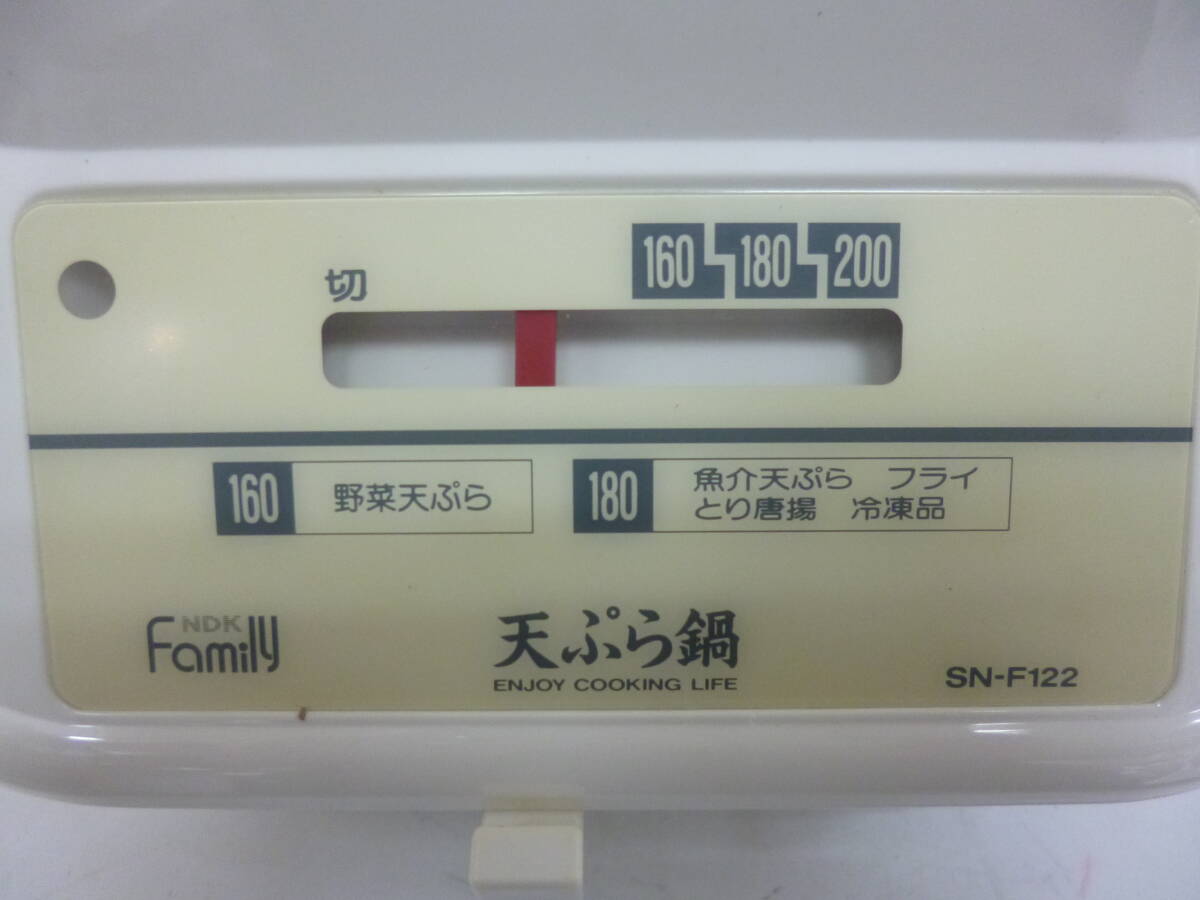 切
160 180 200
160 野菜天ぷら
180 魚介天ぷら フライ
とり唐揚 冷凍品
NDK
Family
天ぷら鍋
ENJOY COOKING LIFE
SN-F122